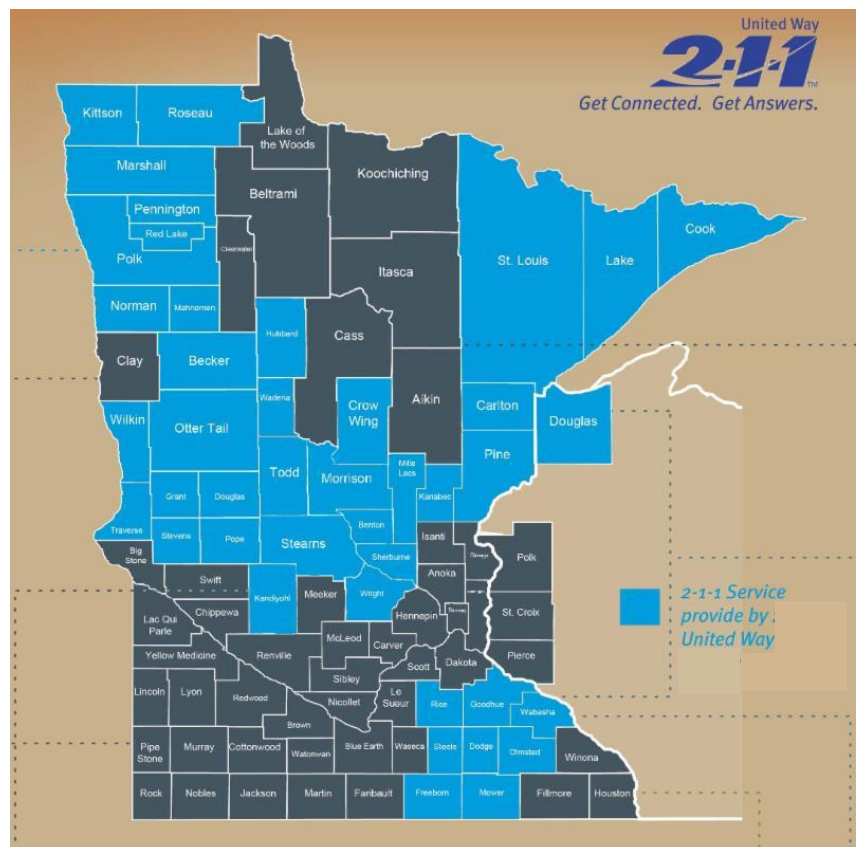 United Way
2-1-1
TM
Get Connected. Get Answers.
Kittson
Roseau
Lake of
the Woods
Marshall
Koochiching
Beltrami
Pennington
Red Lake
Cook
Polk
Clearwater
St. Louis
Lake
Itasca
Norman
Mahnomen
Cass
Clay
Becker
Wadena
Crow
Wing
Aikin
Carlton
Douglas
Wilkin
Otter Tail
Pine
Mille
Lacs
Todd
Morrison
Kanabec
Grant
Douglas
Traverse
Stevens
Pope
Benton
Isanti
Stearns
Big
Stone
Sherburne
Polk
Swift
Anoka
Kandiyohi
Meeker
Wright
2-1-1 Service
provide by
United Way
Chippewa
Lac Qui
Parle
Hennepin
St. Croix
McLeod
Carver
Yellow Medicine
Renville
Scott
Dakota
Pierce
Sibley
Lincoln
Lyon
Redwood
Nicollet
Le
Sueur
Rice
Goodhue
Wabasha
Brown
Pipe
Stone
Murray
Cottonwood
Watonwan
Blue Earth
Waseca
Steele
Dodge
Olmsted
Winona
Rock
Nobles
Jackson
Martin
Faribault
Freeborn
Mower
Fillmore
Houston